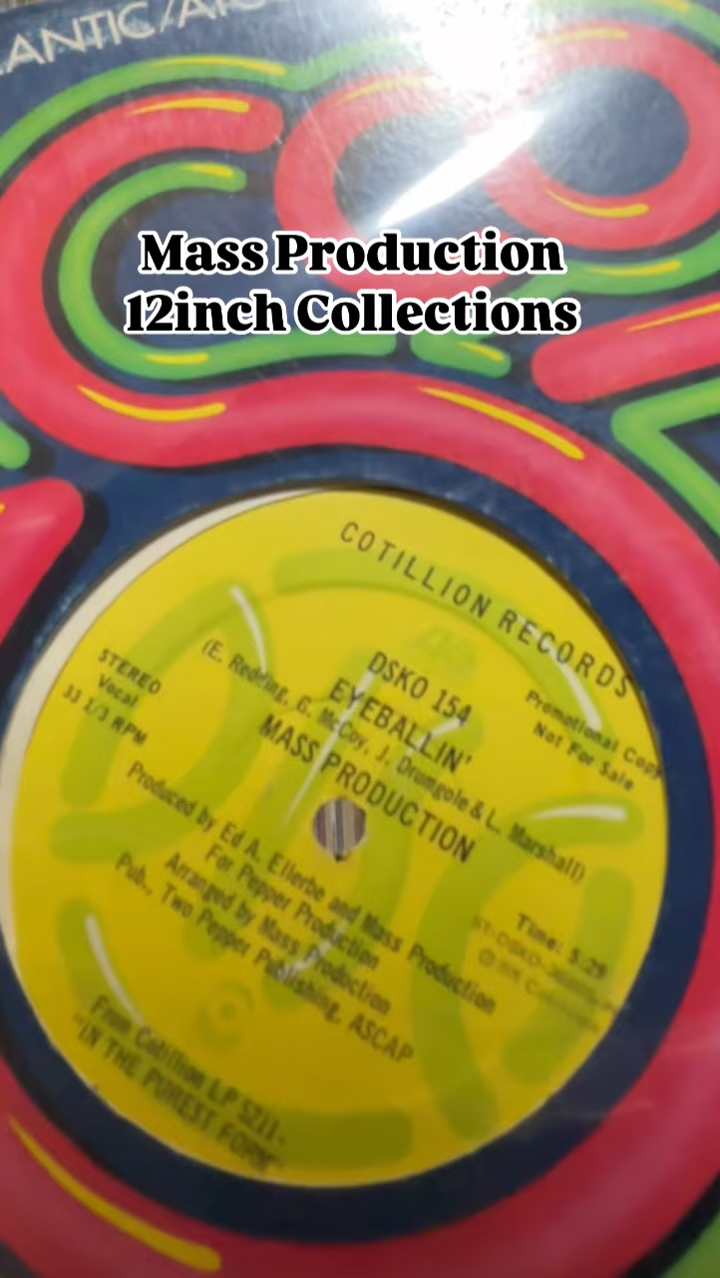 Mass Production
12inch Collections
COTILLION RECORDS
DSKO 154
EYEBALLIN'
(E. Redding, G. McCoy, J. Drumgole & L. Marshall)
MASS PRODUCTION
STEREO
Vocal
33 1/3 RPM
Promotional Copy
Not For Sale
Produced by Ed A. Ellerbe and Mass Production
For Pepper Production
Arranged by Mass Production
Pub., Two Pepper Publishing, ASCAP
Time: 5:29
From Cotillion LP 5211-
"IN THE PUREST FORM"